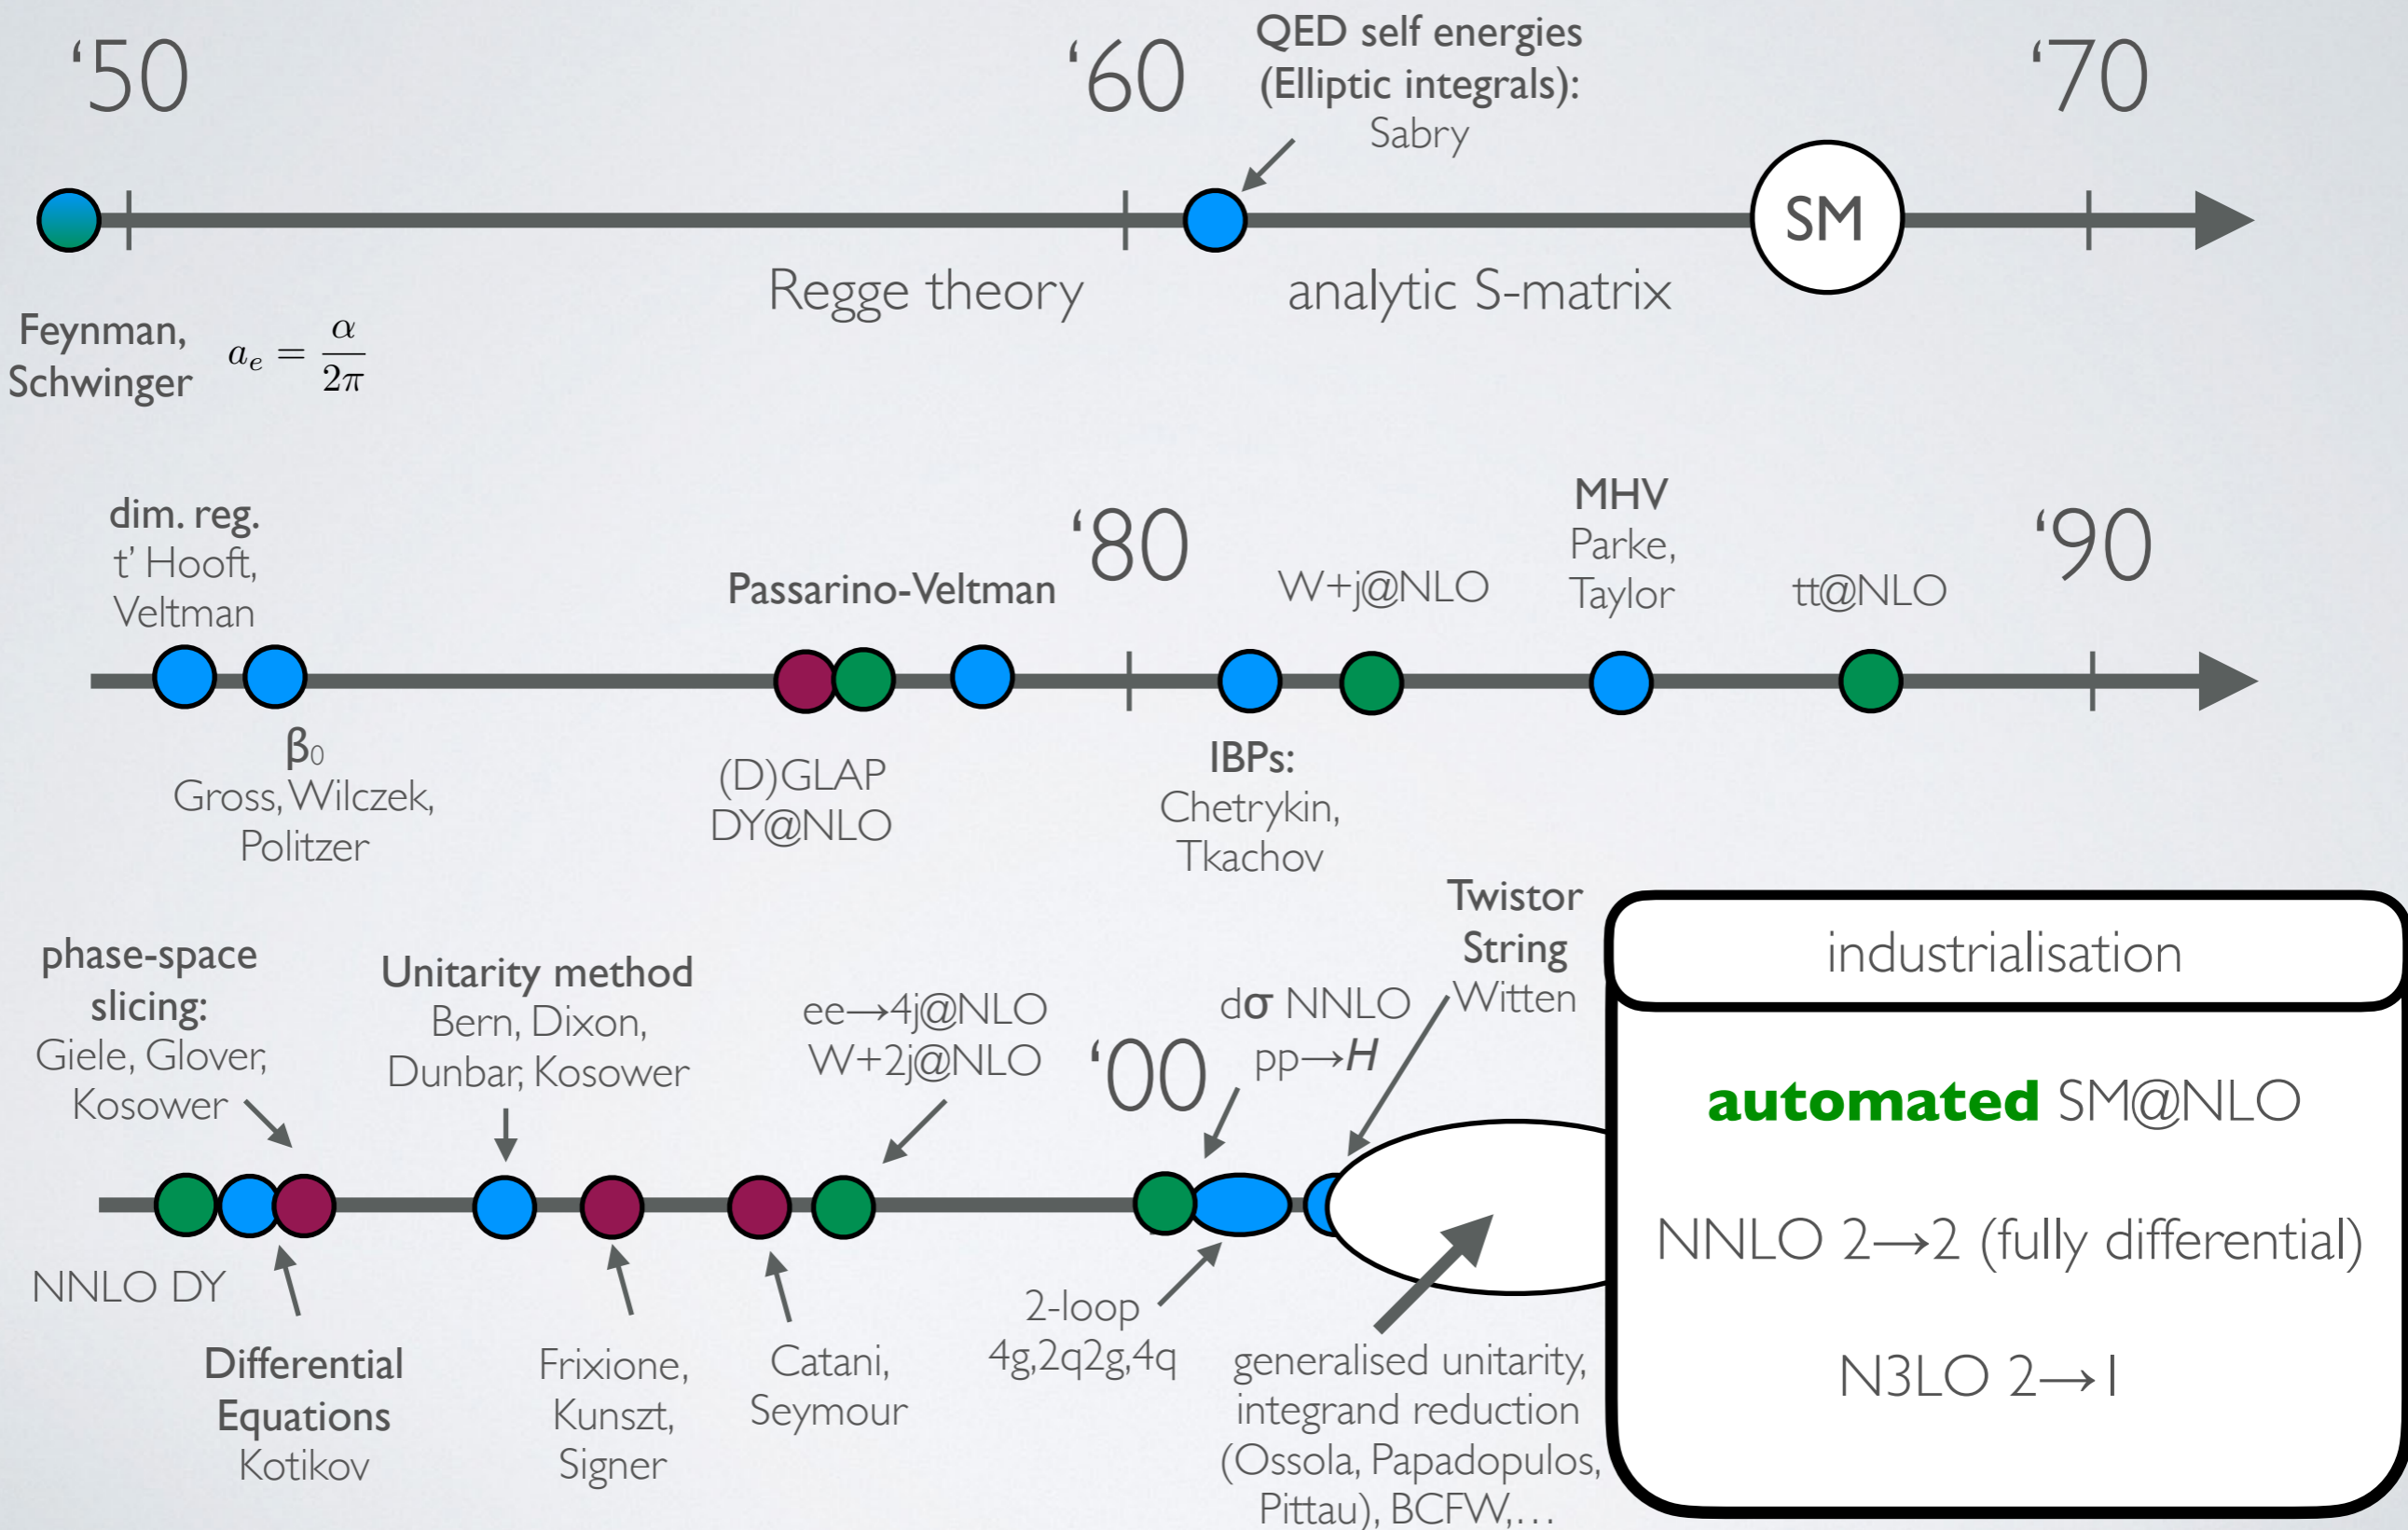 ‘50
‘60
QED self energies
(Elliptic integrals):
Sabry
‘70
SM
Regge theory
analytic S-matrix
Feynman,
Schwinger
a_e = α/2π
dim. reg.
t’ Hooft,
Veltman
Passarino-Veltman
‘80
W+j@NLO
MHV
Parke,
Taylor
tt@NLO
‘90
β₀
Gross, Wilczek,
Politzer
(D)GLAP
DY@NLO
IBPs:
Chetrykin,
Tkachov
phase-space
slicing:
Giele, Glover,
Kosower
Unitarity method
Bern, Dixon,
Dunbar, Kosower
ee→4j@NLO
W+2j@NLO
‘00
dσ NNLO
pp→H
Twistor
String
Witten
NNLO DY
Differential
Equations
Kotikov
Frixione,
Kunszt,
Signer
Catani,
Seymour
2-loop
4g,2q2g,4q
generalised unitarity,
integrand reduction
(Ossola, Papadopulos,
Pittau), BCFW,…
industrialisation
automated SM@NLO
NNLO 2→2 (fully differential)
N3LO 2→1